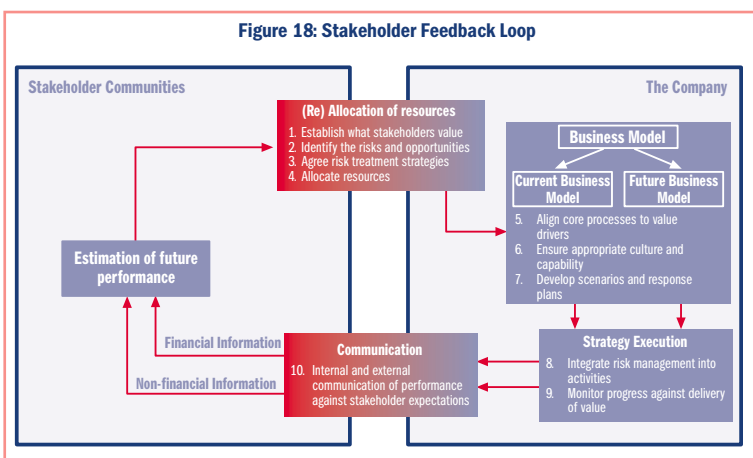 Figure 18: Stakeholder Feedback Loop
Stakeholder Communities
The Company
(Re) Allocation of resources
1. Establish what stakeholders value
2. Identify the risks and opportunities
3. Agree risk treatment strategies
4. Allocate resources
Business Model
Current Business
Model
Future Business
Model
5. Align core processes to value
drivers
6. Ensure appropriate culture and
capability
7. Develop scenarios and response
plans
Estimation of future
performance
Financial Information
Non-financial Information
Communication
10. Internal and external
communication of performance
against stakeholder expectations
Strategy Execution
8. Integrate risk management into
activities
9. Monitor progress against delivery
of value